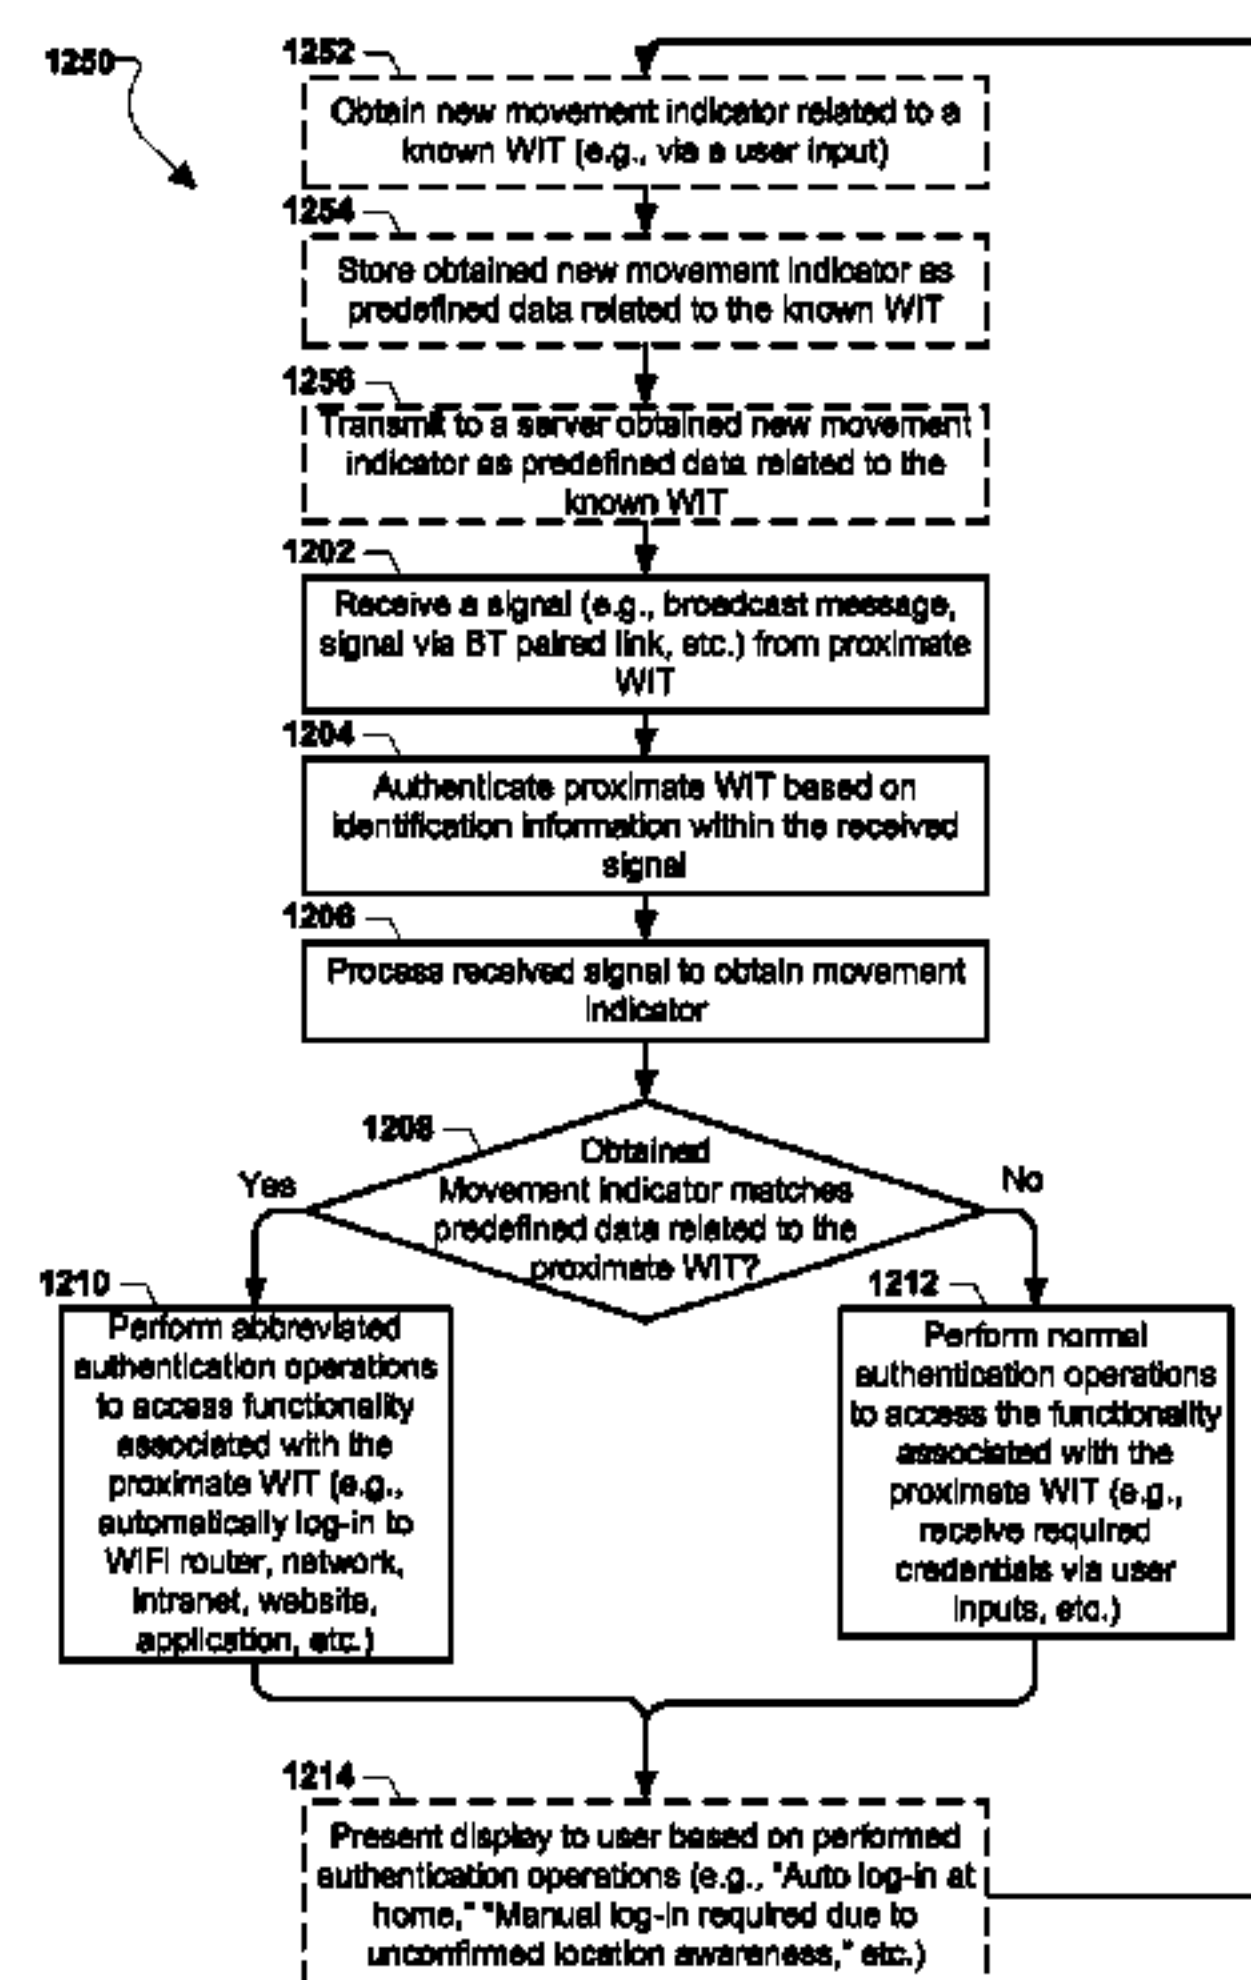 1250
1252
Obtain new movement indicator related to a
known WIT (e.g., via a user input)
1254
Store obtained new movement indicator as
predefined data related to the known WIT
1256
Transmit to a server obtained new movement
indicator as predefined data related to the
known WIT
1202
Receive a signal (e.g., broadcast message,
signal via BT paired link, etc.) from proximate
WIT
1204
Authenticate proximate WIT based on
identification information within the received
signal
1206
Process received signal to obtain movement
indicator
1208
Obtained
Movement indicator matches
predefined data related to the
proximate WIT?
Yes
No
1210
Perform abbreviated
authentication operations
to access functionality
associated with the
proximate WIT (e.g.,
automatically log-in to
WIFI router, network,
intranet, website,
application, etc.)
1212
Perform normal
authentication operations
to access the functionality
associated with the
proximate WIT (e.g.,
receive required
credentials via user
inputs, etc.)
1214
Present display to user based on performed
authentication operations (e.g., "Auto log-in at
home," "Manual log-in required due to
unconfirmed location awareness," etc.)